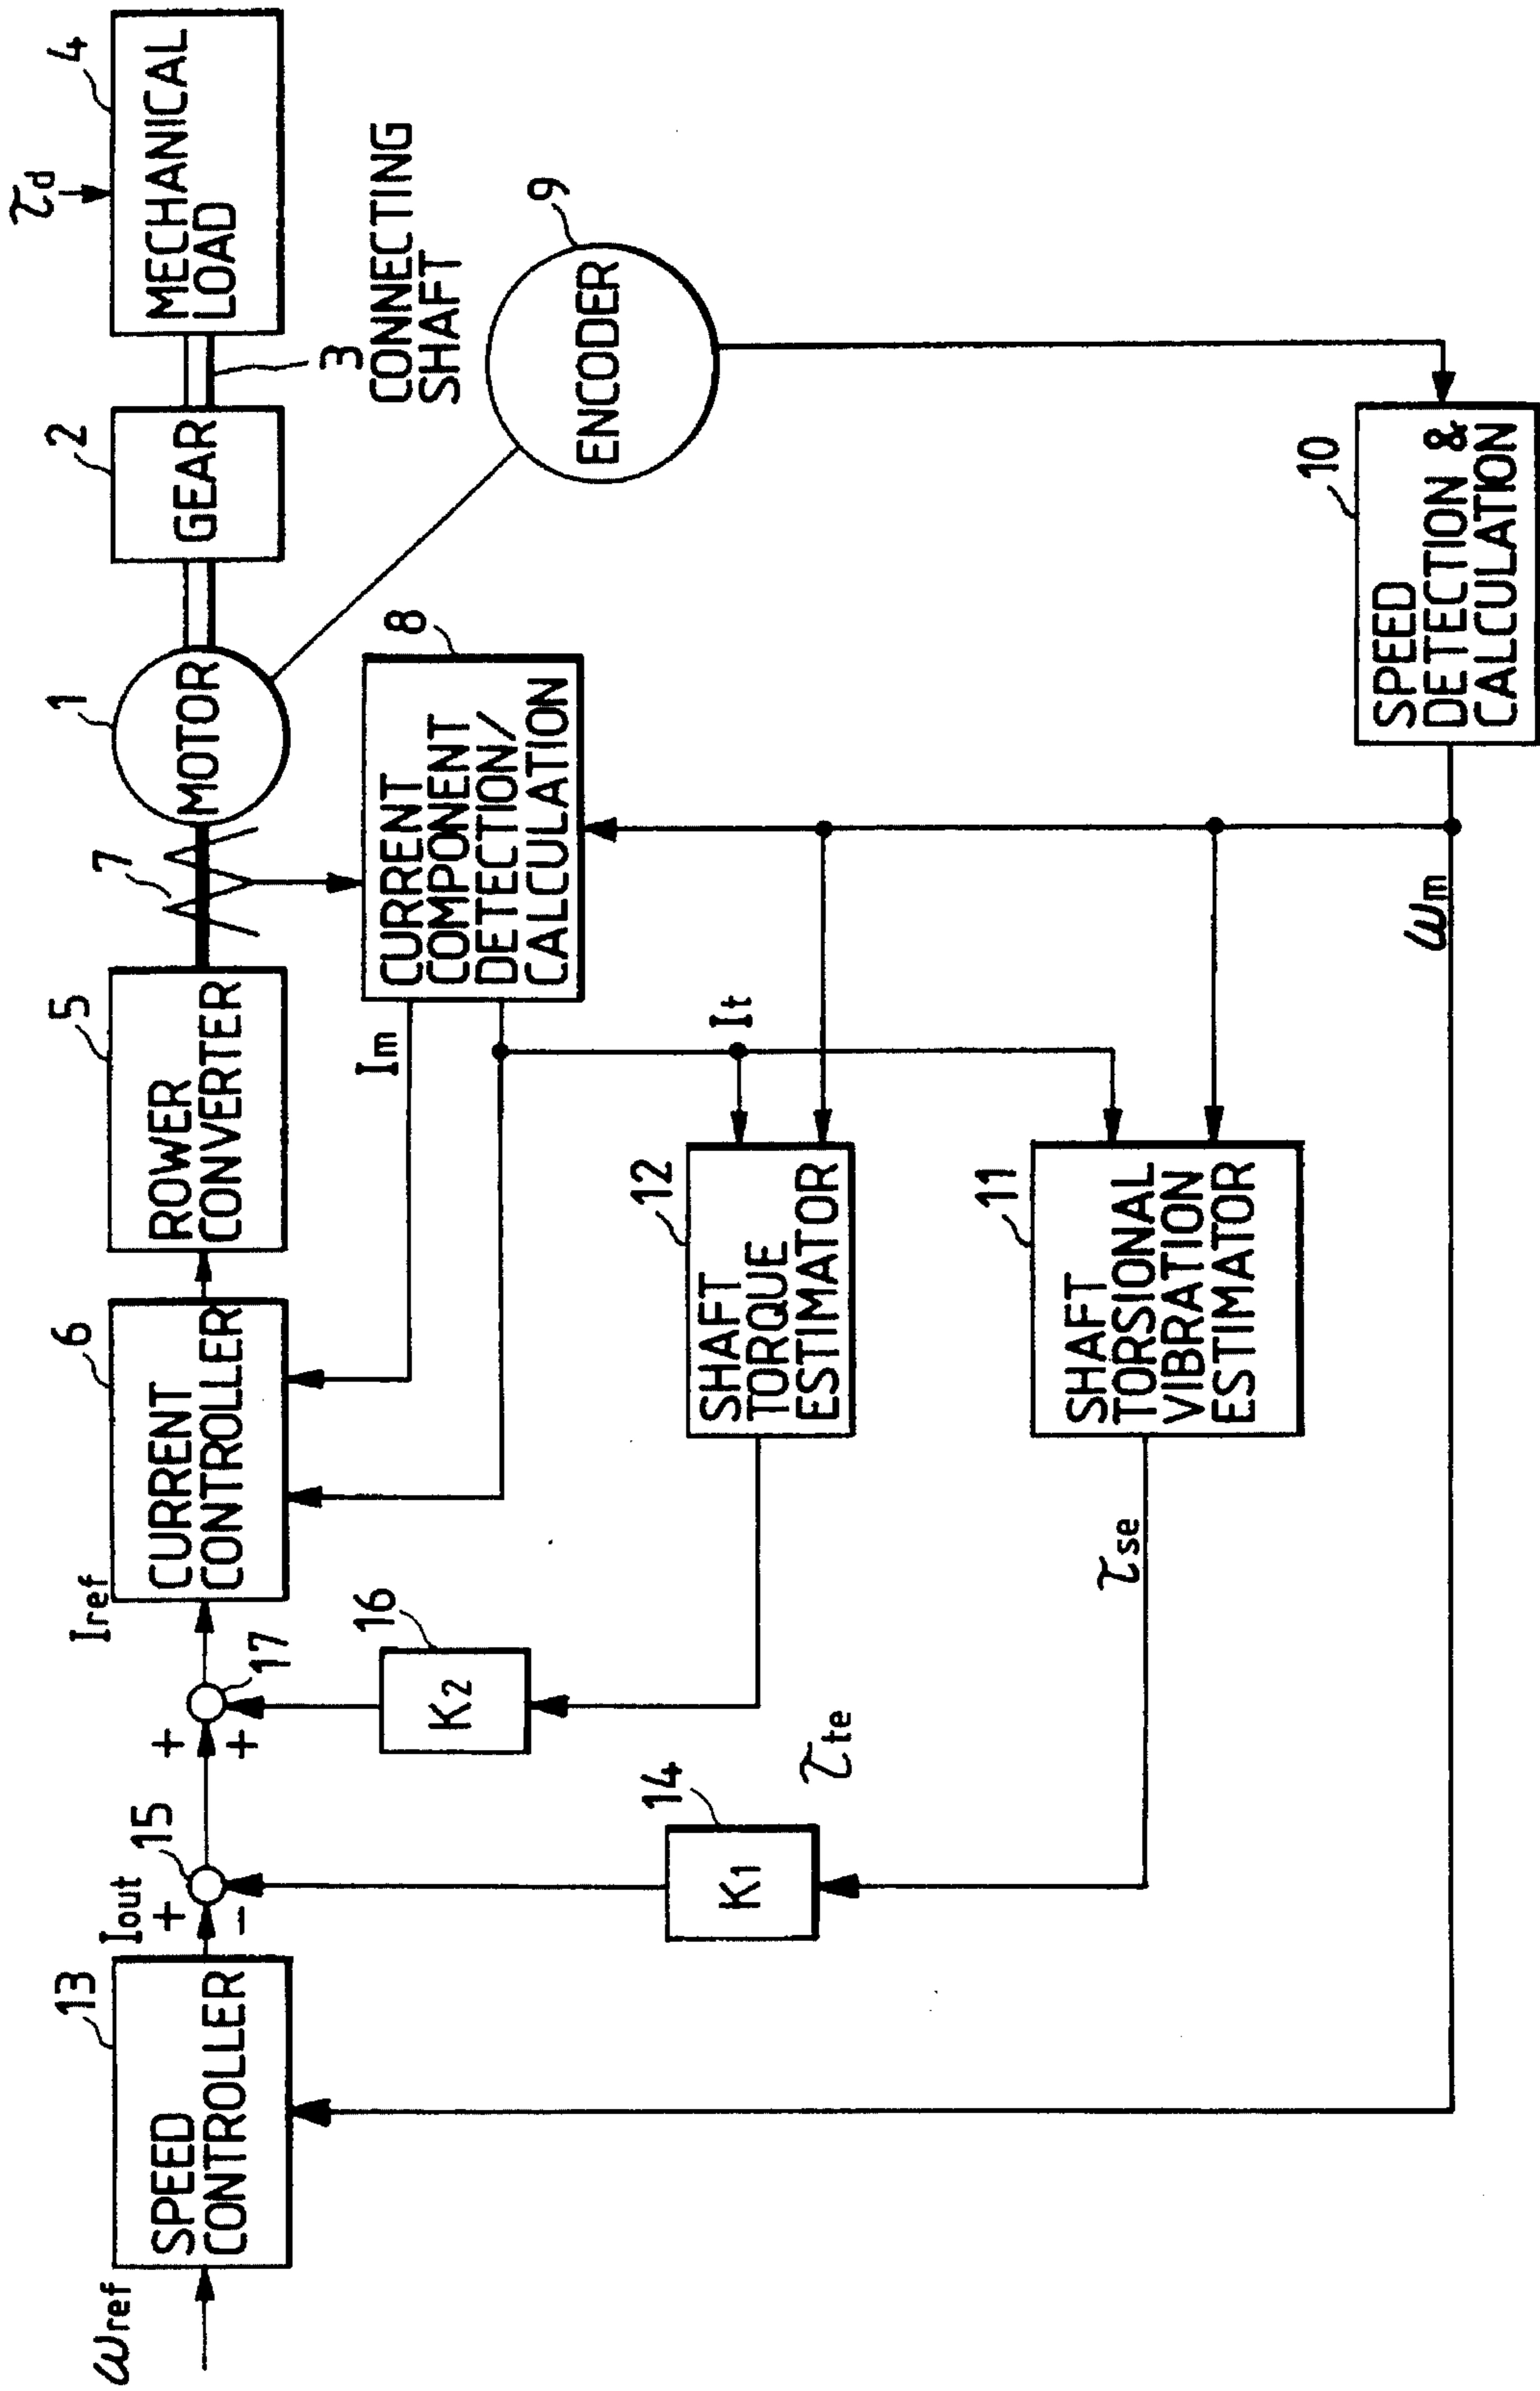 τd
4
MECHANICAL
LOAD
3
CONNECTING
SHAFT
2
GEAR
9
ENCODER
1
MOTOR
7
8
CURRENT
COMPONENT
DETECTION/
CALCULATION
10
SPEED
DETECTION &
CALCULATION
ωm
5
ROWER
CONVERTER
Im
It
6
CURRENT
CONTROLLER
Iref
12
SHAFT
TORQUE
ESTIMATOR
11
SHAFT
TORSIONAL
VIBRATION
ESTIMATOR
τse
17
+
+
16
K2
τte
15
Iout
+
−
14
K1
13
SPEED
CONTROLLER
ωref